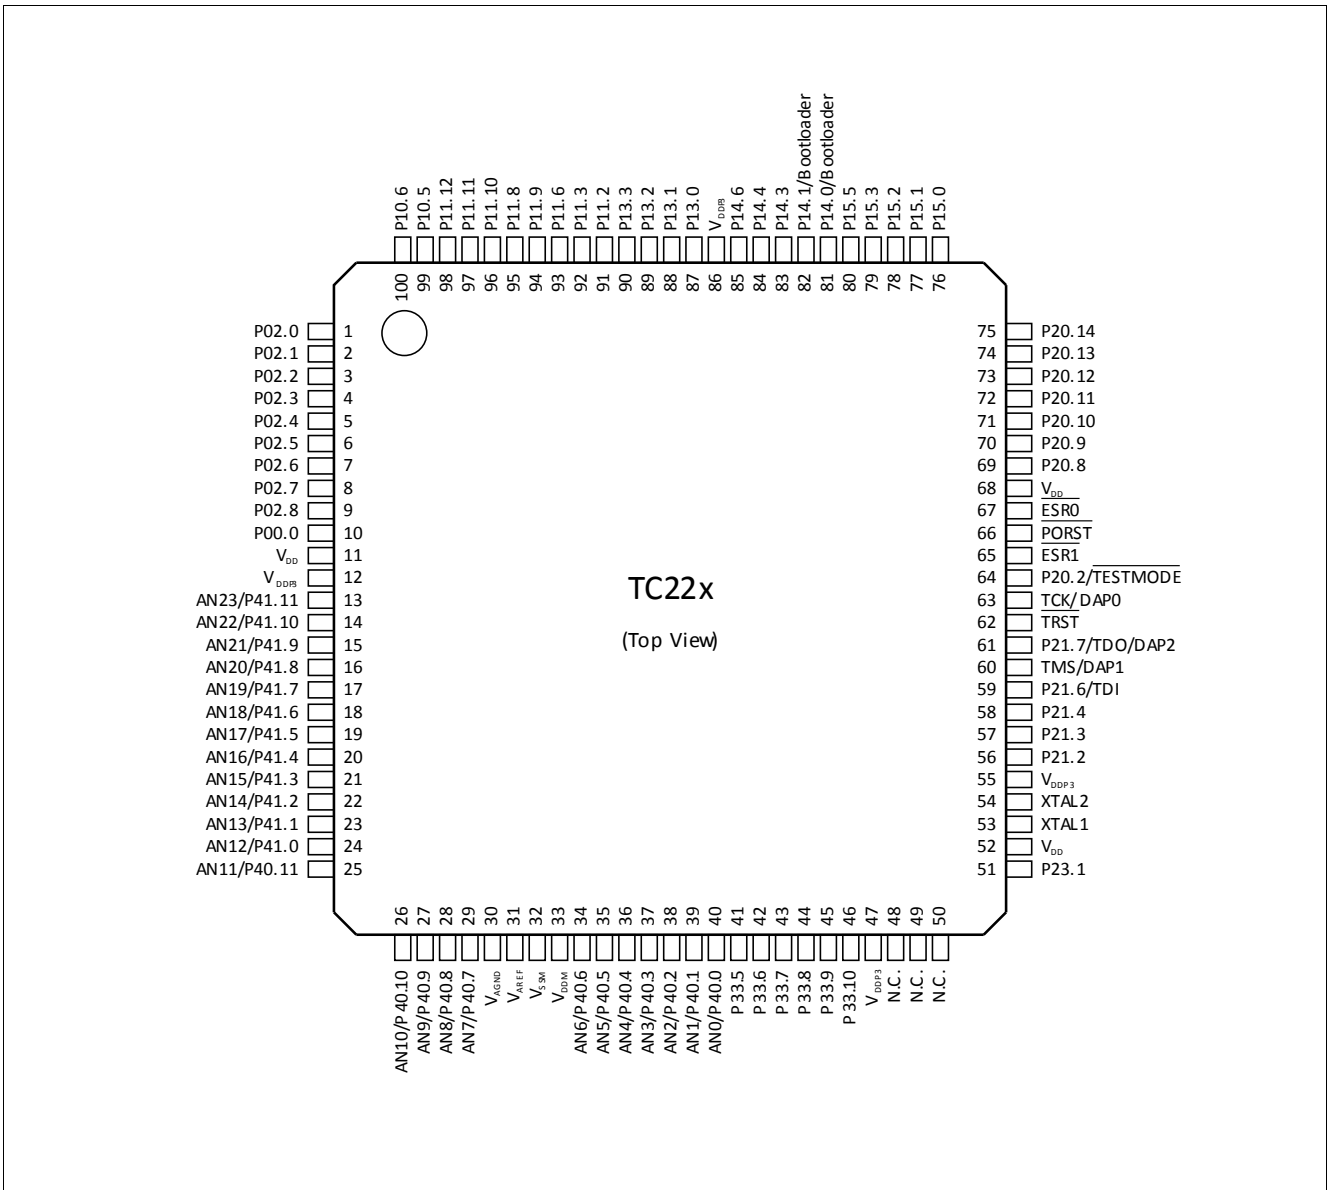 P10.6
P10.5
P11.12
P11.11
P11.10
P11.8
P11.9
P11.6
P11.3
P11.2
P13.3
P13.2
P13.1
P13.0
VDDP3
P14.6
P14.4
P14.3
P14.1/Bootloader
P14.0/Bootloader
P15.5
P15.3
P15.2
P15.1
P15.0
100
99
98
97
96
95
94
93
92
91
90
89
88
87
86
85
84
83
82
81
80
79
78
77
76
P02.0 1
P02.1 2
P02.2 3
P02.3 4
P02.4 5
P02.5 6
P02.6 7
P02.7 8
P02.8 9
P00.0 10
VDD 11
VDDP3 12
AN23/P41.11 13
AN22/P41.10 14
AN21/P41.9 15
AN20/P41.8 16
AN19/P41.7 17
AN18/P41.6 18
AN17/P41.5 19
AN16/P41.4 20
AN15/P41.3 21
AN14/P41.2 22
AN13/P41.1 23
AN12/P41.0 24
AN11/P40.11 25
TC22x
(Top View)
75 P20.14
74 P20.13
73 P20.12
72 P20.11
71 P20.10
70 P20.9
69 P20.8
68 VDD
67 ESR0
66 PORST
65 ESR1
64 P20.2/TESTMODE
63 TCK/DAP0
62 TRST
61 P21.7/TDO/DAP2
60 TMS/DAP1
59 P21.6/TDI
58 P21.4
57 P21.3
56 P21.2
55 VDDP3
54 XTAL2
53 XTAL1
52 VDD
51 P23.1
26
27
28
29
30
31
32
33
34
35
36
37
38
39
40
41
42
43
44
45
46
47
48
49
50
AN10/P40.10
AN9/P40.9
AN8/P40.8
AN7/P40.7
VAGND
VAREF
VSSM
VDDM
AN6/P40.6
AN5/P40.5
AN4/P40.4
AN3/P40.3
AN2/P40.2
AN1/P40.1
AN0/P40.0
P33.5
P33.6
P33.7
P33.8
P33.9
P33.10
VDDP3
N.C.
N.C.
N.C.